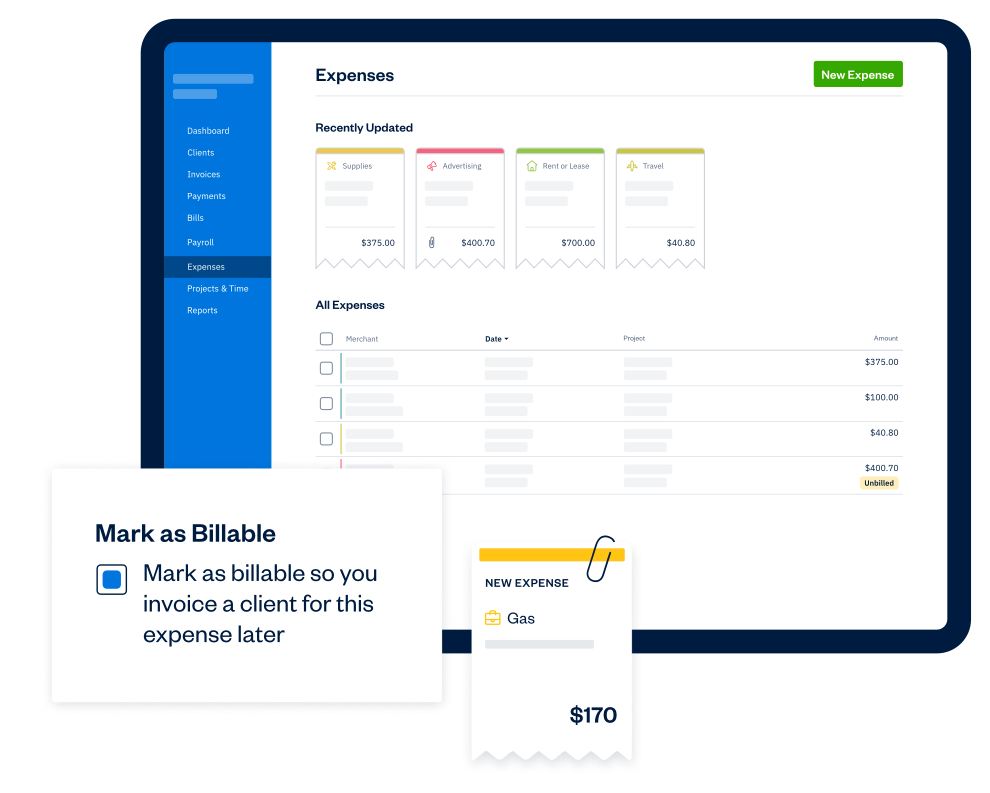 Expenses
New Expense
Dashboard
Clients
Invoices
Payments
Bills
Payroll
Expenses
Projects & Time
Reports
Recently Updated
Supplies
$375.00
Advertising
$400.70
Rent or Lease
$700.00
Travel
$40.80
All Expenses
Merchant Date Project Amount
$375.00
$100.00
$40.80
$400.70
Unbilled
Mark as Billable
Mark as billable so you
invoice a client for this
expense later
NEW EXPENSE
Gas
$170